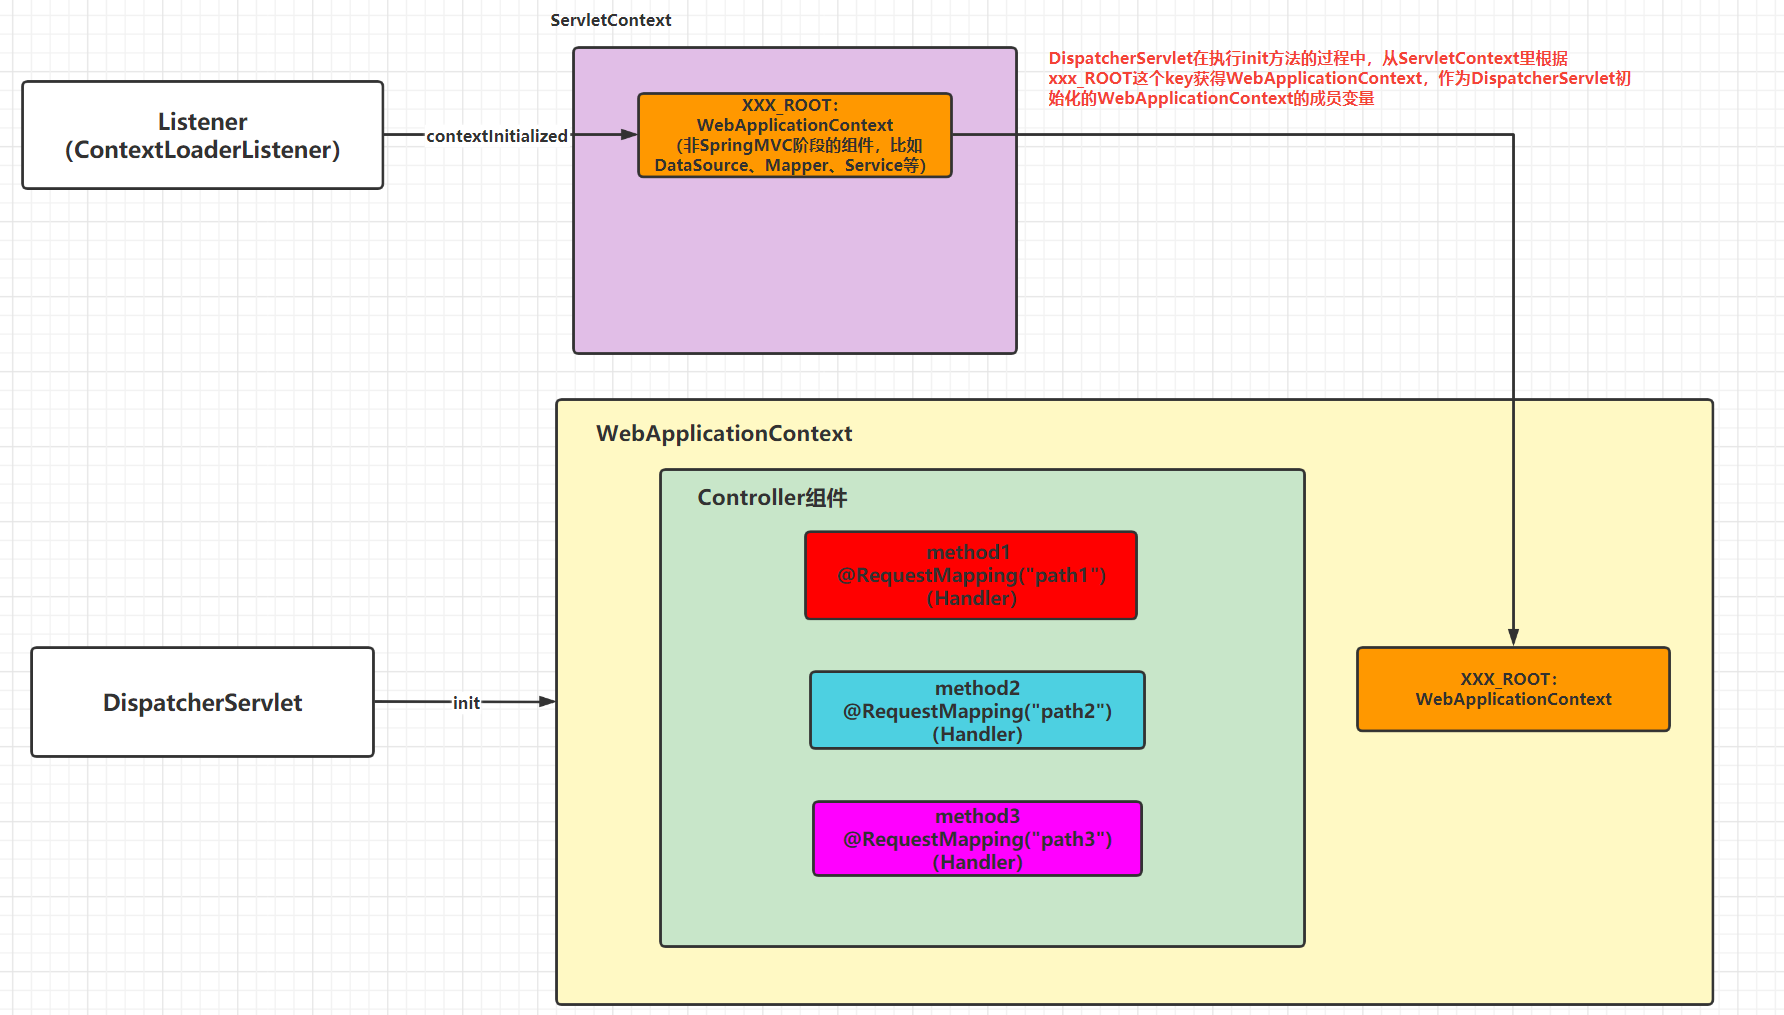 ServletContext
DispatcherServlet在执行init方法的过程中，从ServletContext里根据
xxx_ROOT这个key获得WebApplicationContext，作为DispatcherServlet初
始化的WebApplicationContext的成员变量
Listener
（ContextLoaderListener）
contextInitialized
XXX_ROOT：
WebApplicationContext
（非SpringMVC阶段的组件，比如
DataSource、Mapper、Service等）
WebApplicationContext
Controller组件
method1
@RequestMapping("path1")
（Handler）
DispatcherServlet
init
method2
@RequestMapping("path2")
（Handler）
XXX_ROOT：
WebApplicationContext
method3
@RequestMapping("path3")
（Handler）